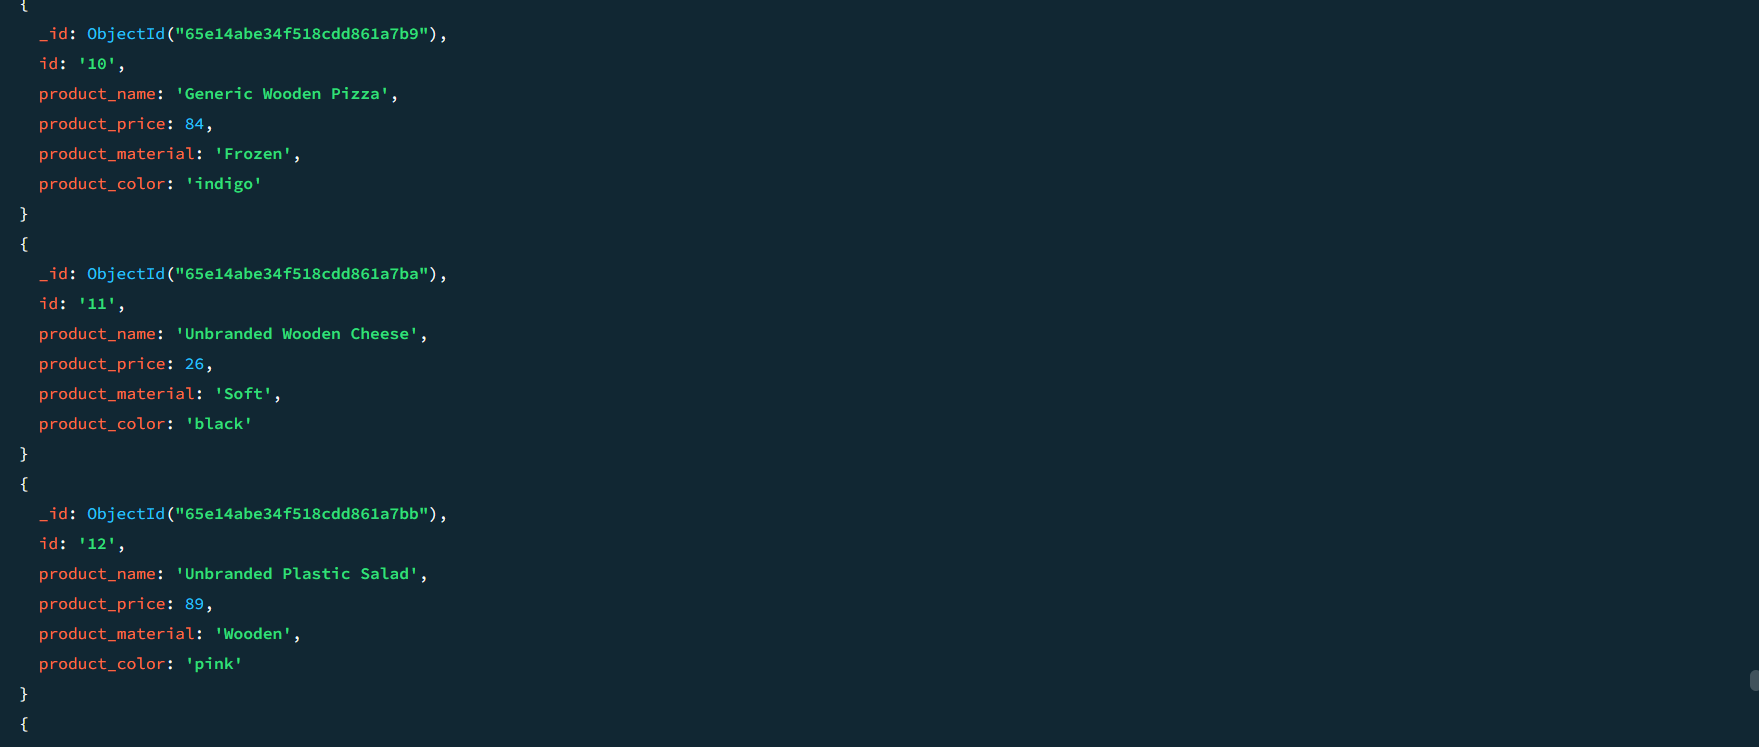 {
_id: ObjectId("65e14abe34f518cdd861a7b9"),
id: '10',
product_name: 'Generic Wooden Pizza',
product_price: 84,
product_material: 'Frozen',
product_color: 'indigo'
}
{
_id: ObjectId("65e14abe34f518cdd861a7ba"),
id: '11',
product_name: 'Unbranded Wooden Cheese',
product_price: 26,
product_material: 'Soft',
product_color: 'black'
}
{
_id: ObjectId("65e14abe34f518cdd861a7bb"),
id: '12',
product_name: 'Unbranded Plastic Salad',
product_price: 89,
product_material: 'Wooden',
product_color: 'pink'
}
{